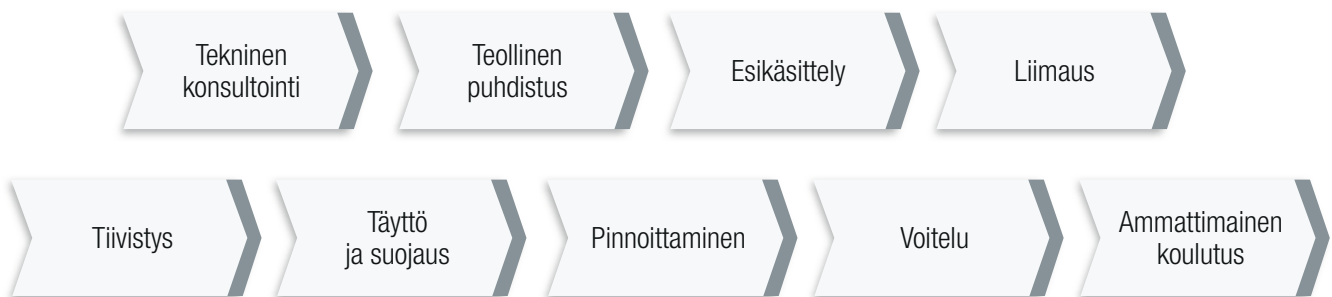 Tekninen
konsultointi
Teollinen
puhdistus
Esikäsittely
Liimaus
Tiivistys
Täyttö
ja suojaus
Pinnoittaminen
Voitelu
Ammattimainen
koulutus